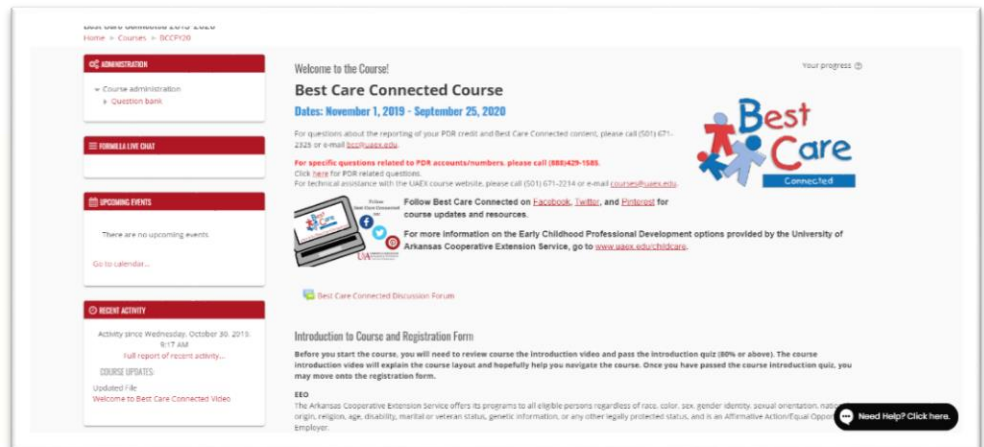 Home » Courses » BCCFY20
ADMINISTRATION
Course administration
Question bank
FORMILLA LIVE CHAT
UPCOMING EVENTS
There are no upcoming events
Go to calendar...
RECENT ACTIVITY
Activity since Wednesday, October 30, 2019,
9:17 AM
Full report of recent activity...
COURSE UPDATES:
Updated File
Welcome to Best Care Connected Video
Your progress
Welcome to the Course!
Best Care Connected Course
Dates: November 1, 2019 - September 25, 2020
For questions about the reporting of your PDR credit and Best Care Connected content, please call (501) 671-
2328 or e-mail bcc@uaex.edu.
For specific questions related to PDR accounts/numbers, please call (888)429-1585.
Click here for PDR related questions.
For technical assistance with the UAEX course website, please call (501) 671-2214 or e-mail courses@uaex.edu.
Best
Care
Connected
Follow
Best Care Connected
Best
Care
UA
Follow Best Care Connected on Facebook, Twitter, and Pinterest for
course updates and resources.
For more information on the Early Childhood Professional Development options provided by the University of
Arkansas Cooperative Extension Service, go to www.uaex.edu/childcare.
Best Care Connected Discussion Forum
Introduction to Course and Registration Form
Before you start the course, you will need to review course the introduction video and pass the introduction quiz (80% or above). The course
introduction video will explain the course layout and hopefully help you navigate the course. Once you have passed the course introduction quiz, you
may move onto the registration form.
EEO
The Arkansas Cooperative Extension Service offers its programs to all eligible persons regardless of race, color, sex, gender identity, sexual orientation,
origin, religion, age, disability, marital or veteran status, genetic information, or any other legally protected status, and is an Affirmative Action/Equal
Employer.
Need Help? Click here.